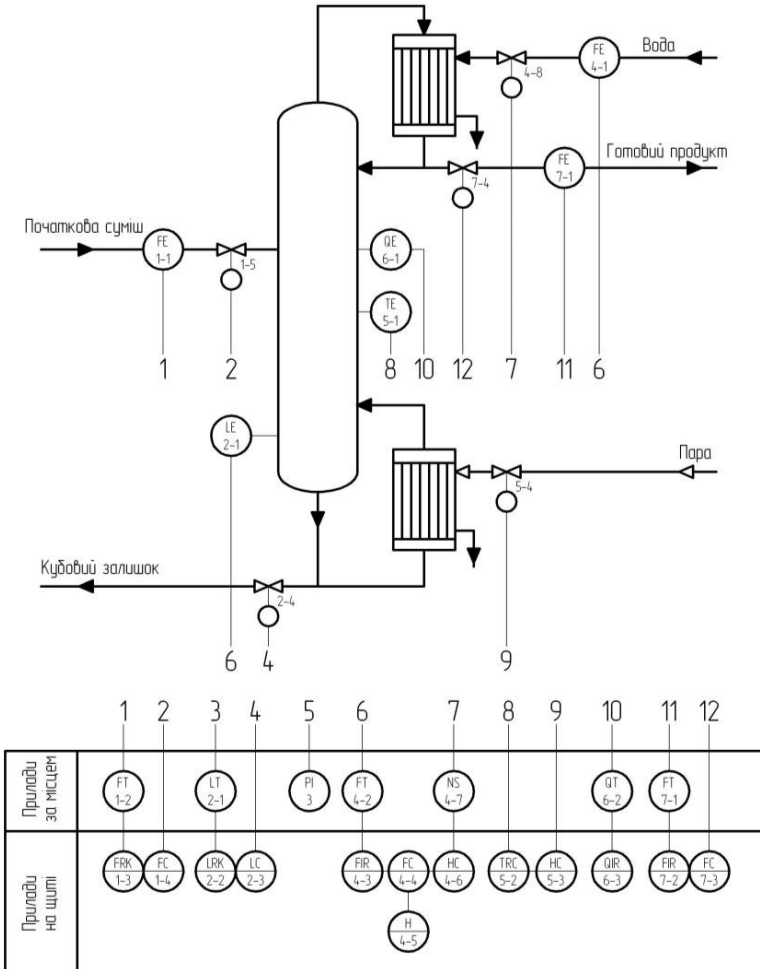 Вода
FE
4-1
4-8
Готовий продукт
FE
7-1
7-4
Початкова суміш
FE
1-1
1-5
QE
6-1
TE
5-1
1
2
8
10
12
7
11
6
LE
2-1
Пара
5-4
Кубовий залишок
2-4
6
4
9
1
2
3
4
5
6
7
8
9
10
11
12
Прилади
за місцем
FT
1-2
LT
2-1
PI
3
FT
4-2
NS
4-7
QT
6-2
FT
7-1
Прилади
на щиті
FRK
1-3
FC
1-4
LRK
2-2
LC
2-3
FIR
4-3
FC
4-4
HC
4-6
TRC
5-2
HC
5-3
QIR
6-3
FIR
7-2
FC
7-3
H
4-5